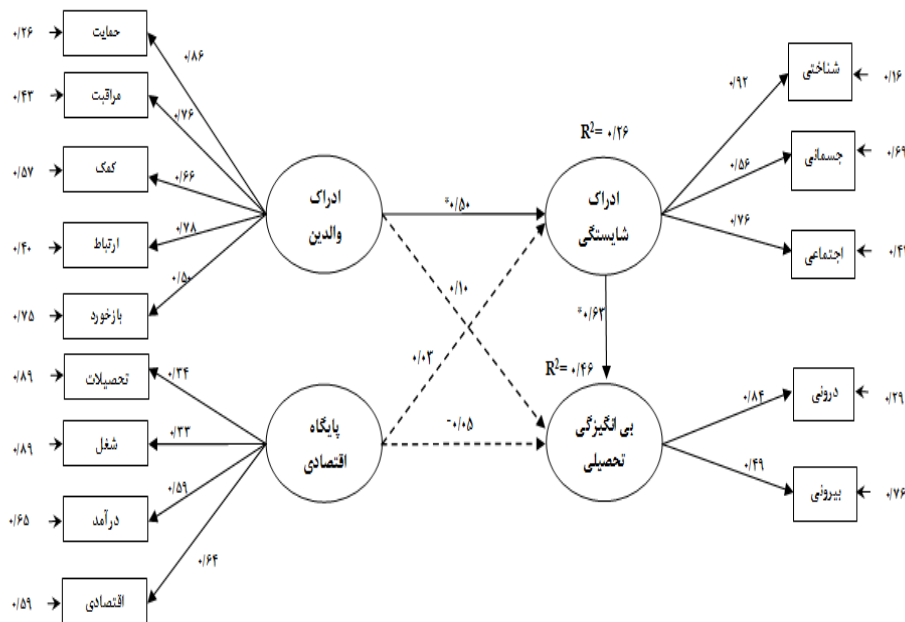 حمایت
۰/۲۶
۰/۸۶
مراقبت
۰/۴۳
۰/۷۶
کمک
۰/۵۷
۰/۶۶
ارتباط
۰/۴۰
۰/۷۸
بازخورد
۰/۷۵
۰/۵۰
تحصیلات
۰/۸۹
۰/۳۴
شغل
۰/۸۹
۰/۳۳
درآمد
۰/۶۵
۰/۵۹
اقتصادی
۰/۵۹
۰/۶۴
ادراک
والدین
پایگاه
اقتصادی
*۰/۵۰
۰/۱۰
۰/۰۳
-۰/۰۵
R²= ۰/۲۶
ادراک
شایستگی
*۰/۶۳
R²= ۰/۴۶
بی انگیزگی
تحصیلی
شناختی
۰/۱۶
۰/۹۲
جسمانی
۰/۶۹
۰/۵۶
اجتماعی
۰/۷۶
درونی
۰/۲۹
۰/۸۴
بیرونی
۰/۷۶
۰/۴۹